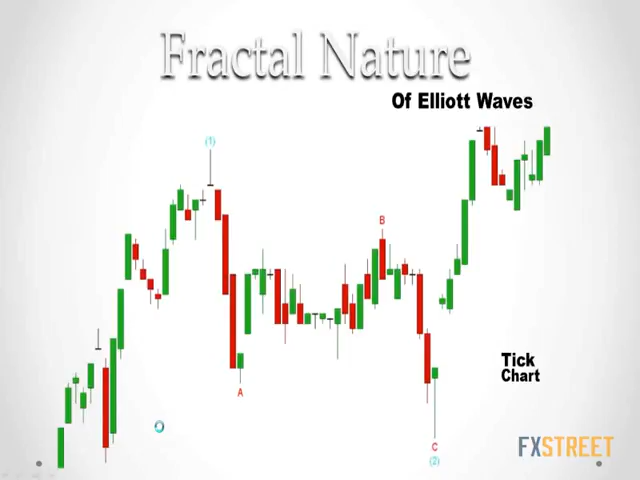 Fractal Nature
Of Elliott Waves
(1)
B
A
Tick
Chart
C
(2)
FXSTREET